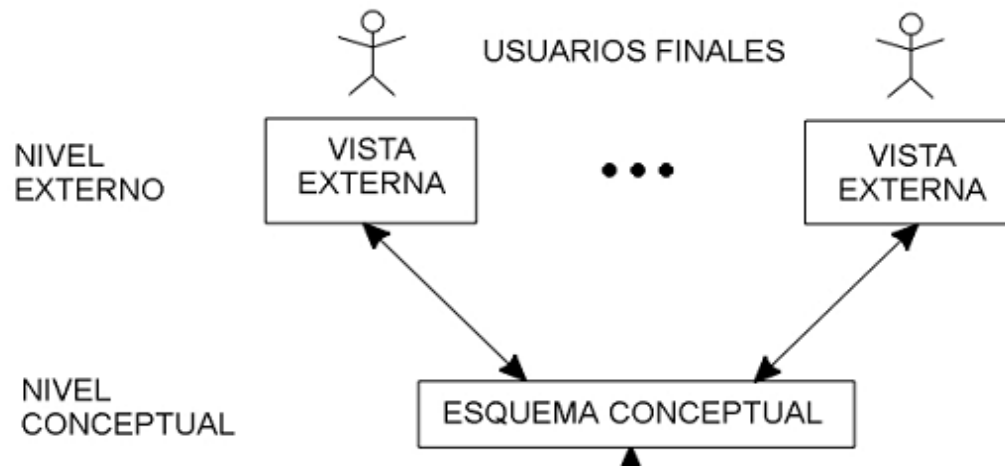 USUARIOS FINALES
NIVEL
EXTERNO
VISTA
EXTERNA
VISTA
EXTERNA
NIVEL
CONCEPTUAL
ESQUEMA CONCEPTUAL